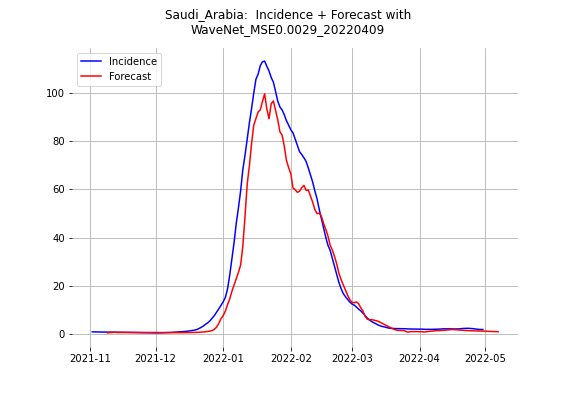 Saudi_Arabia:  Incidence + Forecast with
WaveNet_MSE0.0029_20220409
Incidence
Forecast
100
80
60
40
20
0
2021-11 2021-12 2022-01 2022-02 2022-03 2022-04 2022-05